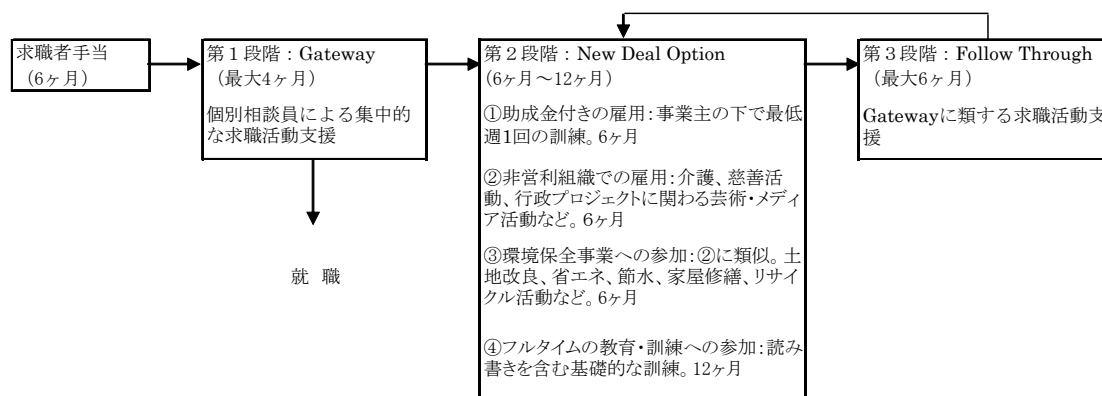 求職者手当
（6ヶ月）
第１段階：Gateway
（最大4ヶ月）
個別相談員による集中的
な求職活動支援
就 職
第２段階：New Deal Option
(6ヶ月～12ヶ月)
①助成金付きの雇用：事業主の下で最低
週1回の訓練。6ヶ月
②非営利組織での雇用：介護、慈善活
動、行政プロジェクトに関わる芸術・メディ
ア活動など。６ヶ月
③環境保全事業への参加：②に類似。土
地改良、省エネ、節水、家屋修繕、リサイ
クル活動など。6ヶ月
④フルタイムの教育・訓練への参加：読み
書きを含む基礎的な訓練。12ヶ月
第３段階：Follow Through
（最大6ヶ月）
Gatewayに類する求職活動支
援